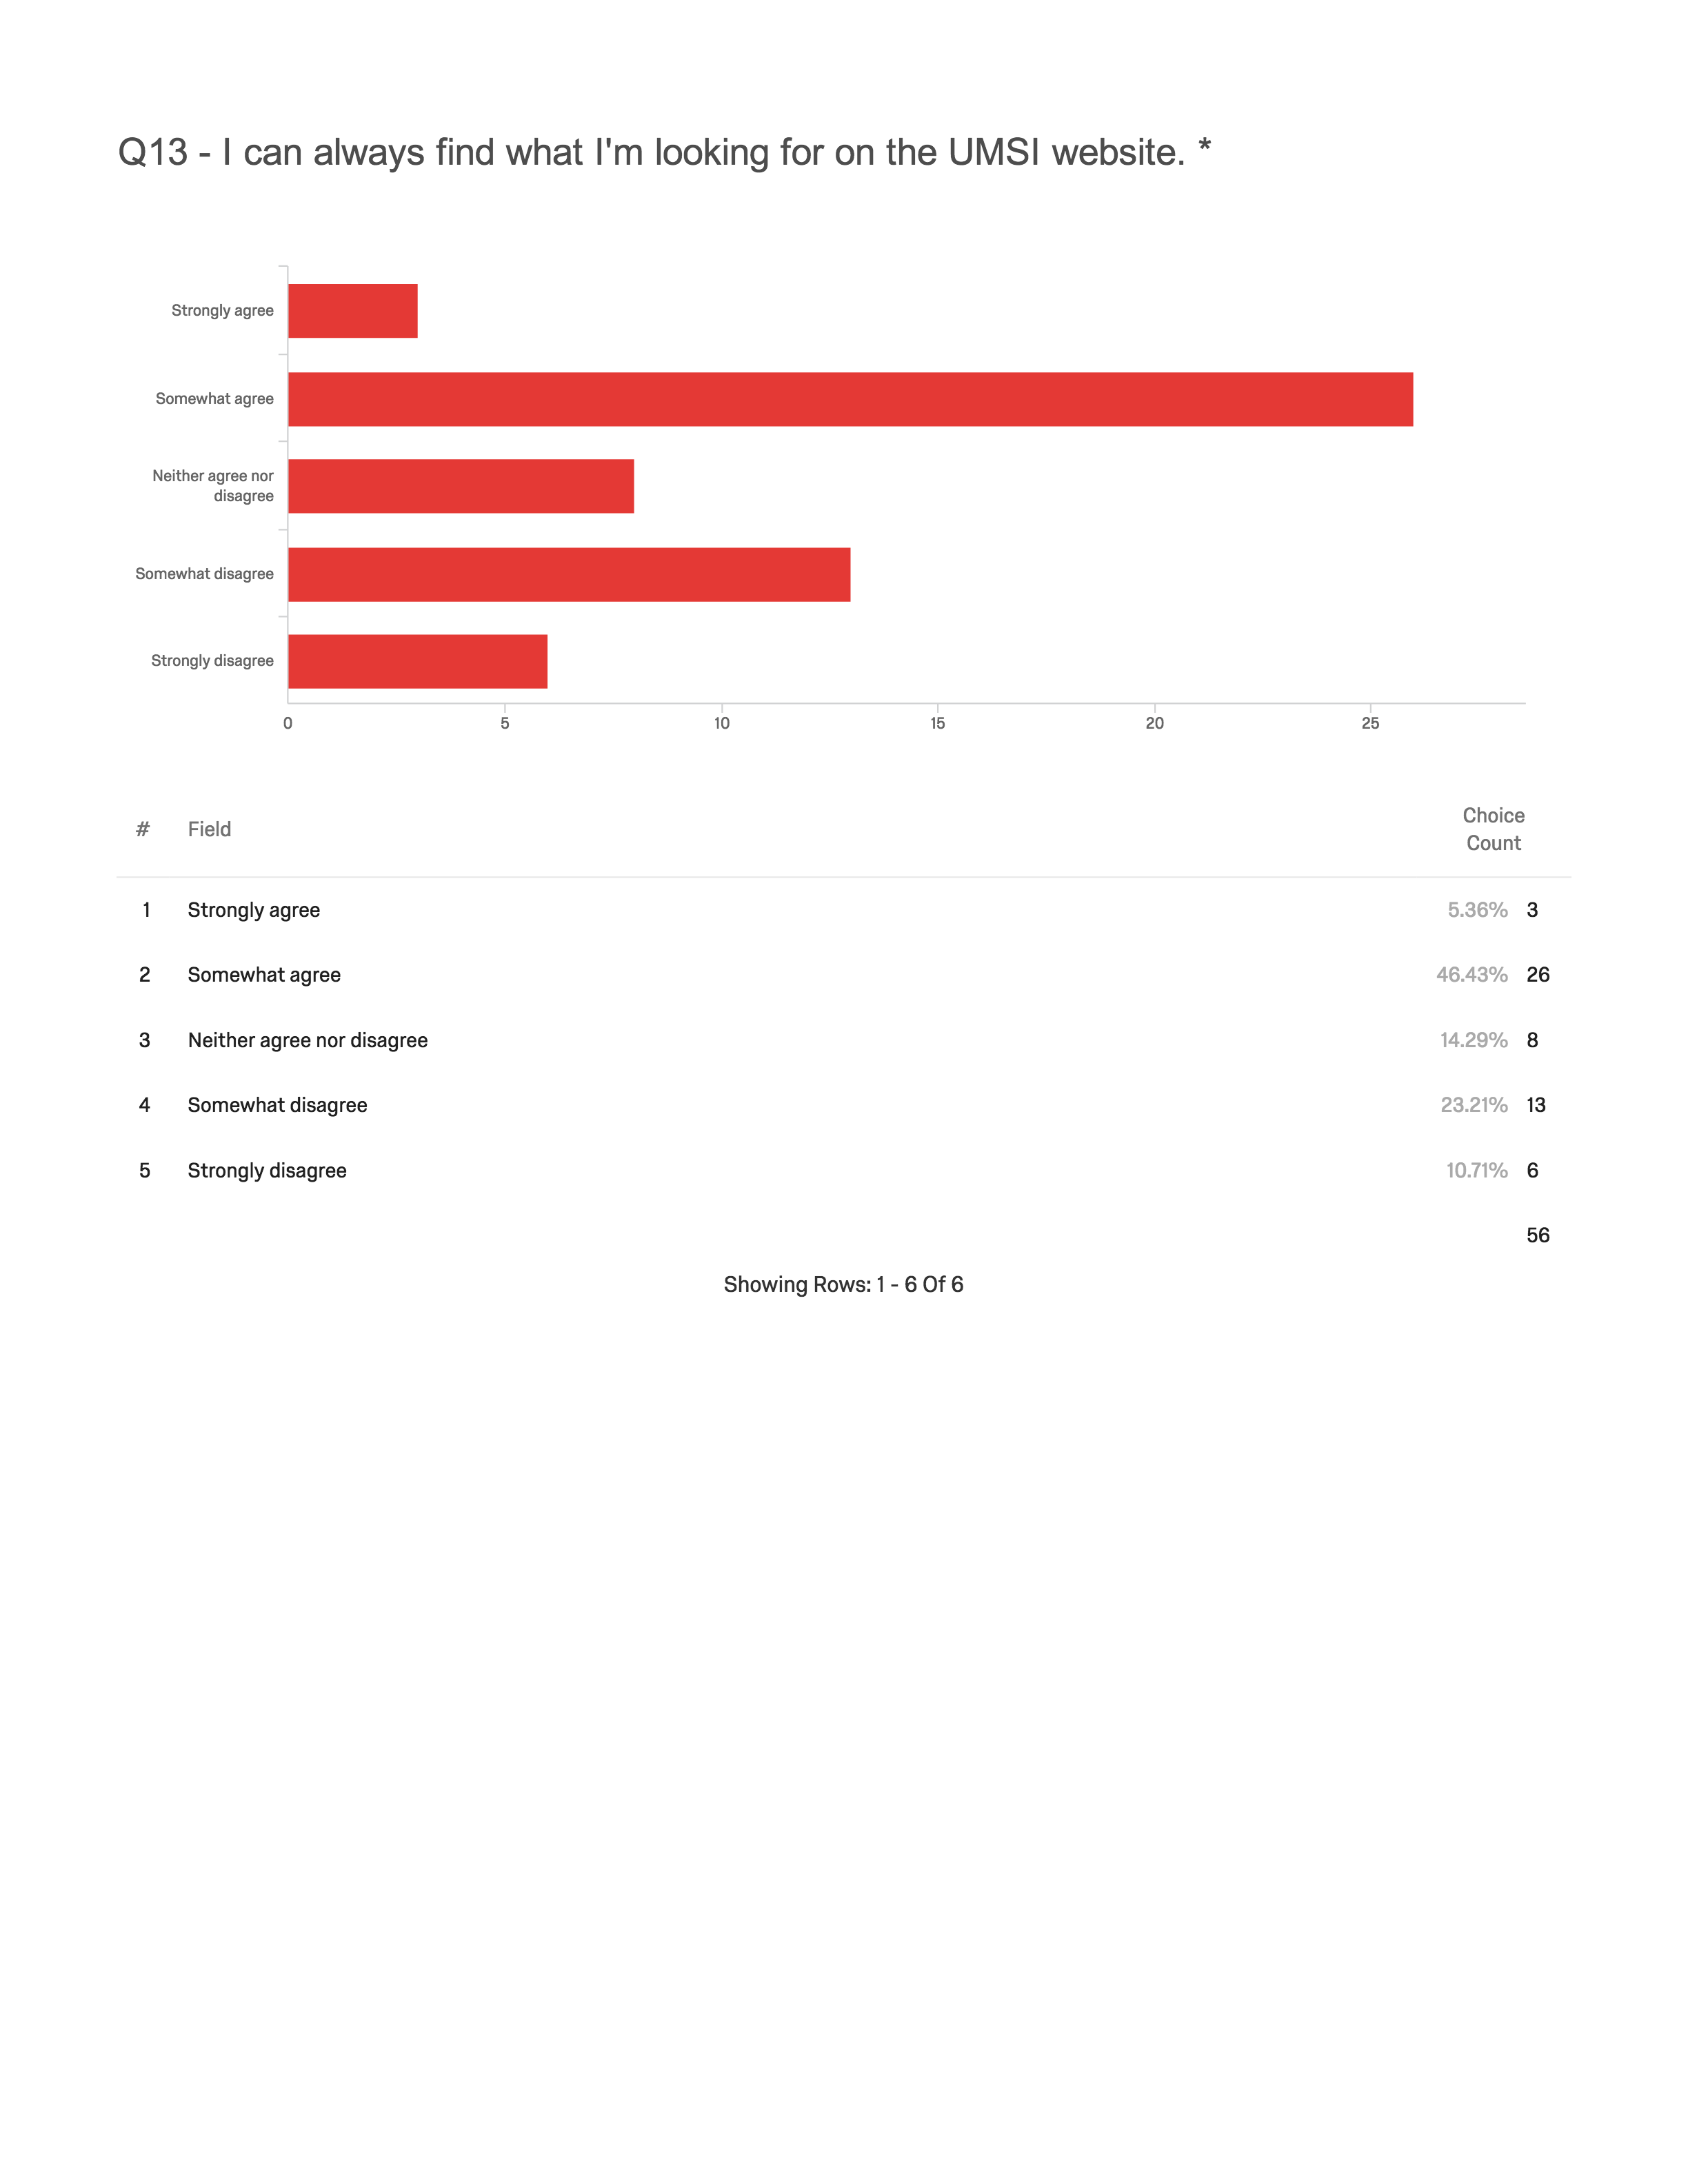 Q13 - I can always find what I'm looking for on the UMSI website. *
Strongly agree
Somewhat agree
Neither agree nor
disagree
Somewhat disagree
Strongly disagree
0 5 10 15 20 25
# Field Choice
Count
1 Strongly agree 5.36% 3
2 Somewhat agree 46.43% 26
3 Neither agree nor disagree 14.29% 8
4 Somewhat disagree 23.21% 13
5 Strongly disagree 10.71% 6
56
Showing Rows: 1 - 6 Of 6